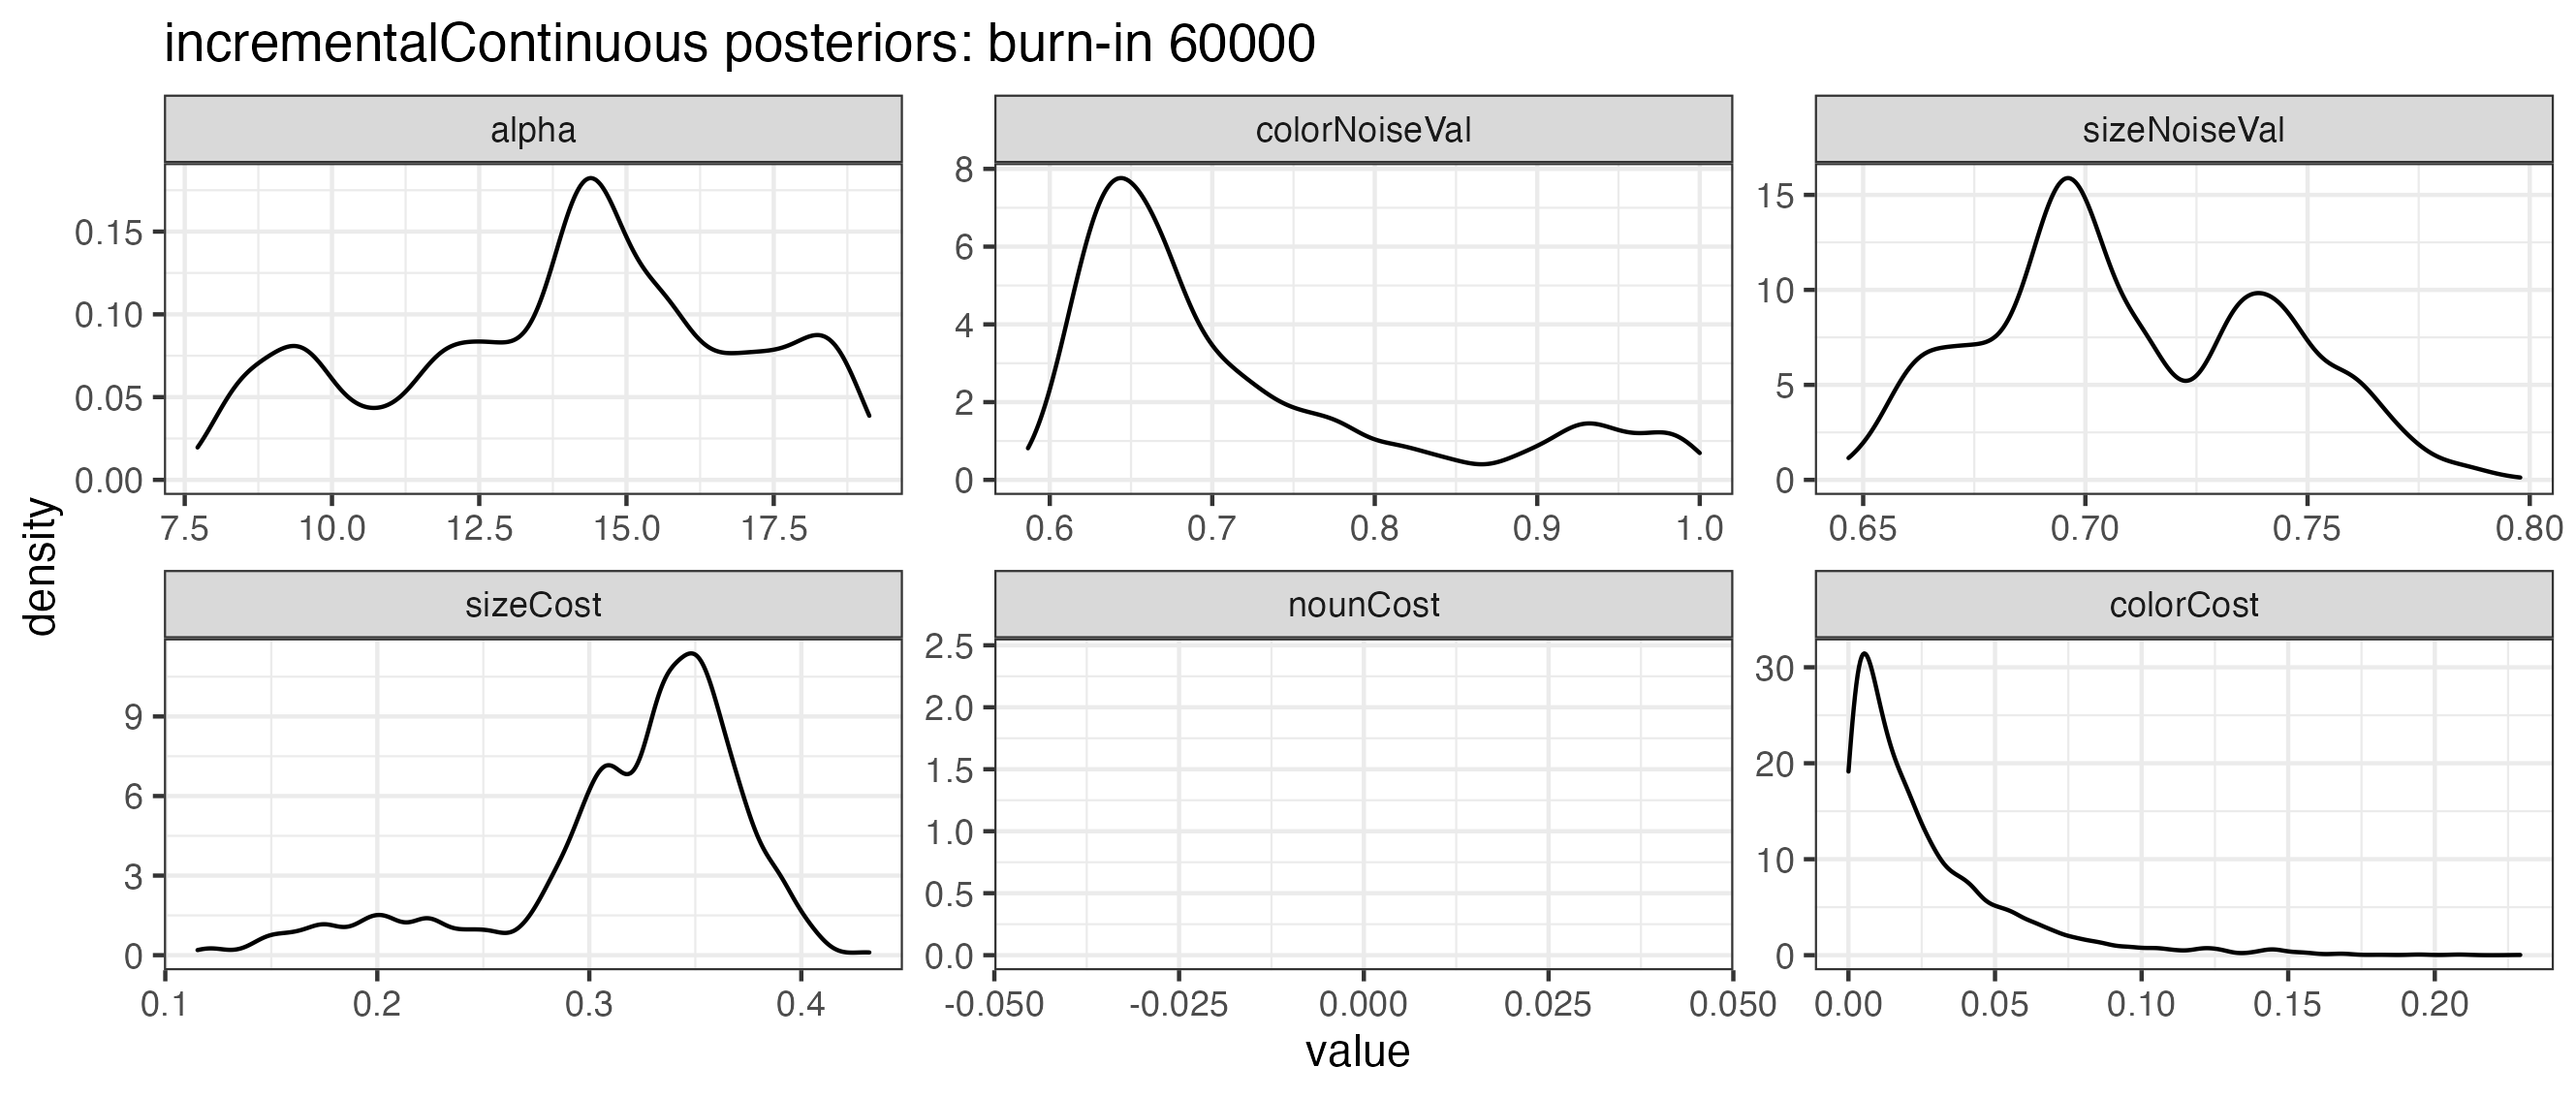 incrementalContinuous posteriors: burn-in 60000
alpha
colorNoiseVal
sizeNoiseVal
0.15
0.10
0.05
0.00
7.5 10.0 12.5 15.0 17.5
8
6
4
2
0
0.6 0.7 0.8 0.9 1.0
15
10
5
0
0.65 0.70 0.75 0.80
density
sizeCost
nounCost
colorCost
9
6
3
0
0.1 0.2 0.3 0.4
2.5
2.0
1.5
1.0
0.5
0.0
-0.050 -0.025 0.000 0.025 0.050
30
20
10
0
0.00 0.05 0.10 0.15 0.20
value